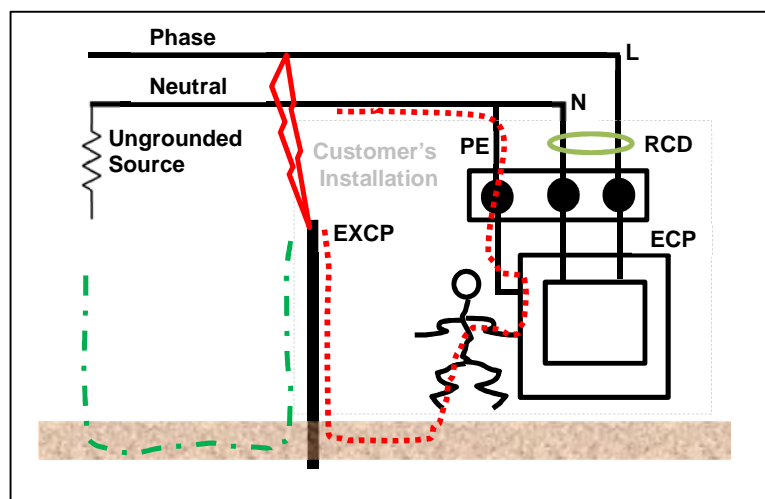 Phase
L
Neutral
N
Ungrounded
Source
Customer's
Installation
PE
RCD
EXCP
ECP